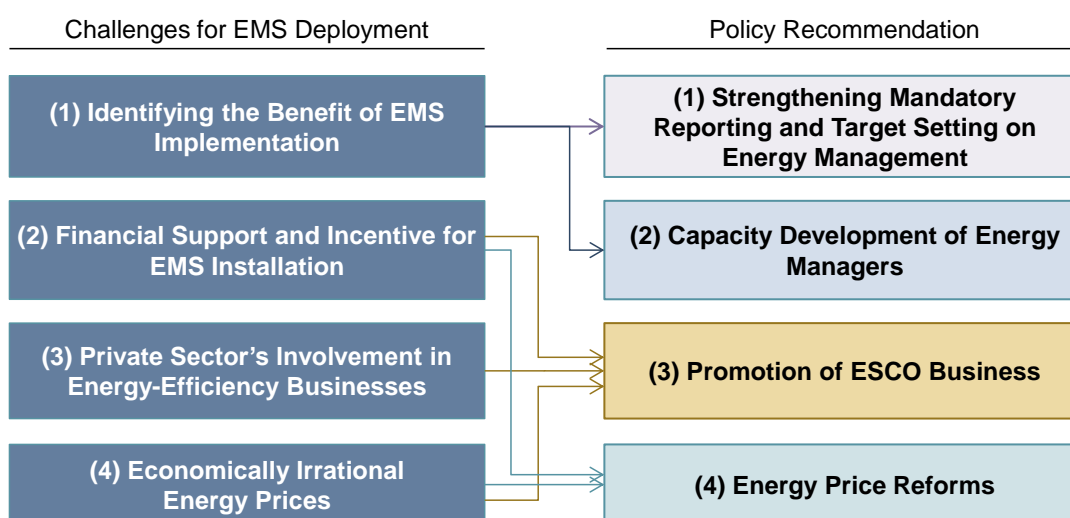 Challenges for EMS Deployment
Policy Recommendation
(1) Identifying the Benefit of EMS
Implementation
(1) Strengthening Mandatory
Reporting and Target Setting on
Energy Management
(2) Financial Support and Incentive for
EMS Installation
(2) Capacity Development of Energy
Managers
(3) Private Sector's Involvement in
Energy-Efficiency Businesses
(3) Promotion of ESCO Business
(4) Economically Irrational
Energy Prices
(4) Energy Price Reforms